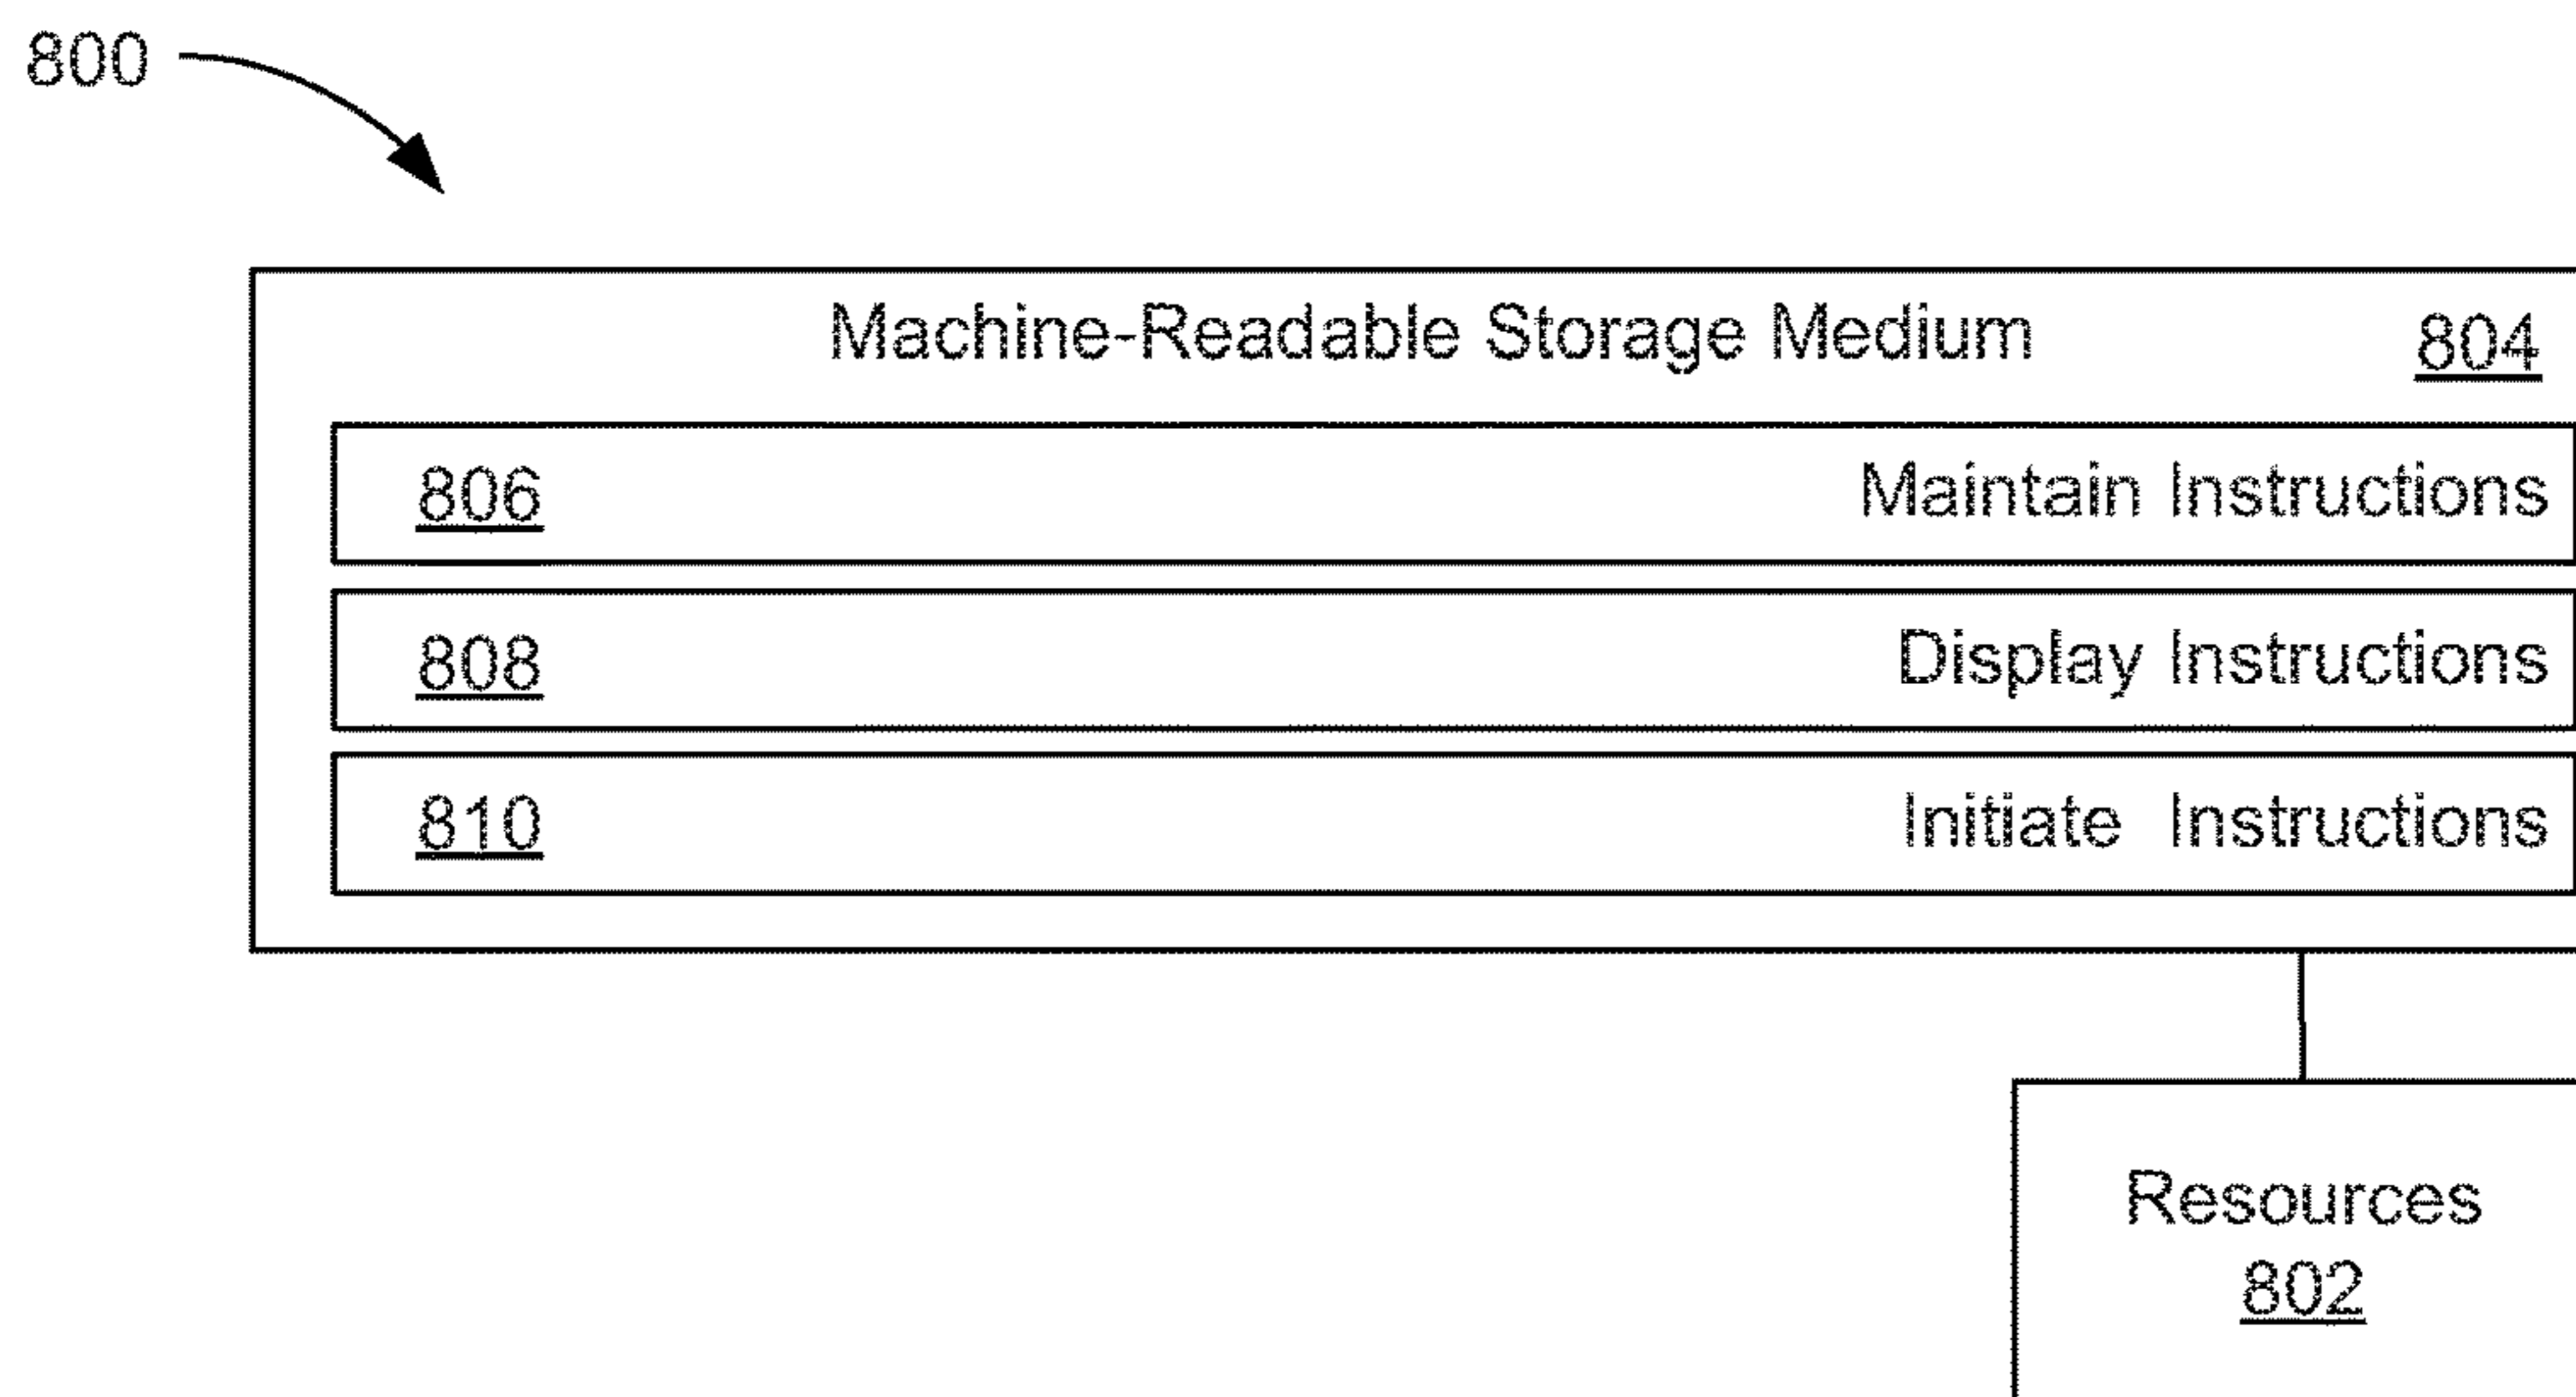 800
Machine-Readable Storage Medium 804
806 Maintain Instructions
808 Display Instructions
810 Initiate Instructions
Resources
802